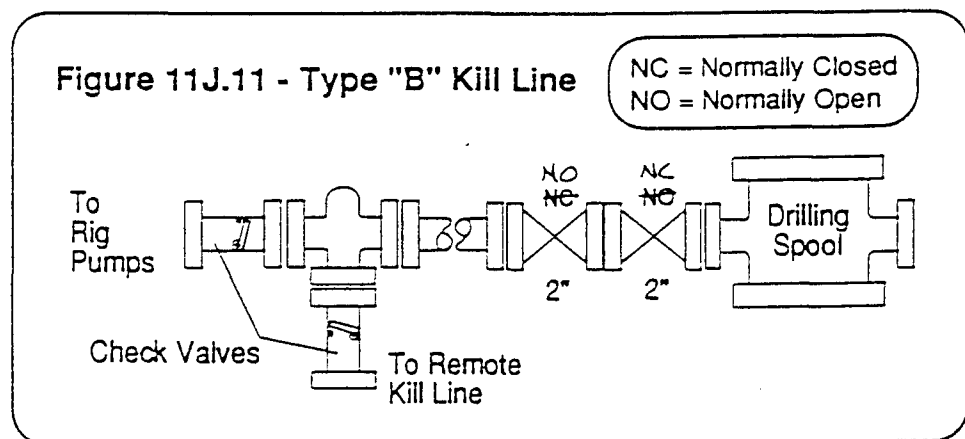 Figure 11J.11 - Type "B" Kill Line
NC = Normally Closed
NO = Normally Open
NO NC
NC NO
To
Rig
Pumps
Drilling
Spool
2" 2"
Check Valves
To Remote
Kill Line